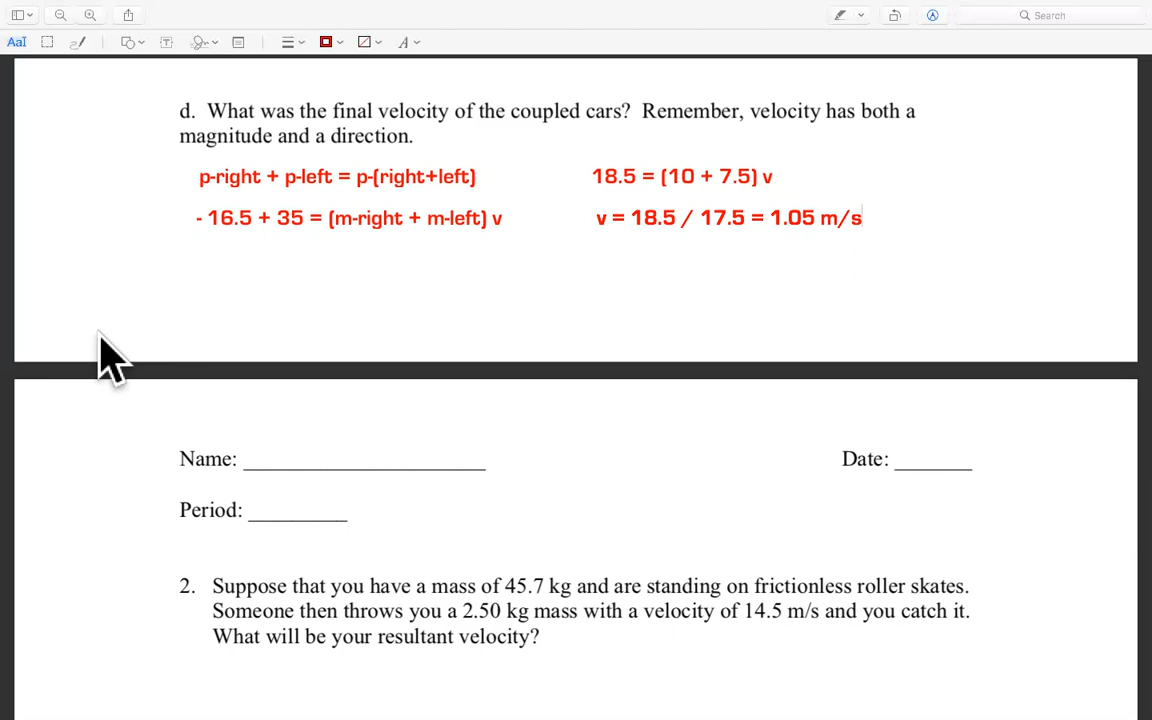 Search
AaI
d. What was the final velocity of the coupled cars? Remember, velocity has both a
magnitude and a direction.
p-right + p-left = p-(right+left)
18.5 = (10 + 7.5) v
- 16.5 + 35 = (m-right + m-left) v
v = 18.5 / 17.5 = 1.05 m/s
Name: ______________________
Date: _______
Period: _________
2. Suppose that you have a mass of 45.7 kg and are standing on frictionless roller skates.
Someone then throws you a 2.50 kg mass with a velocity of 14.5 m/s and you catch it.
What will be your resultant velocity?